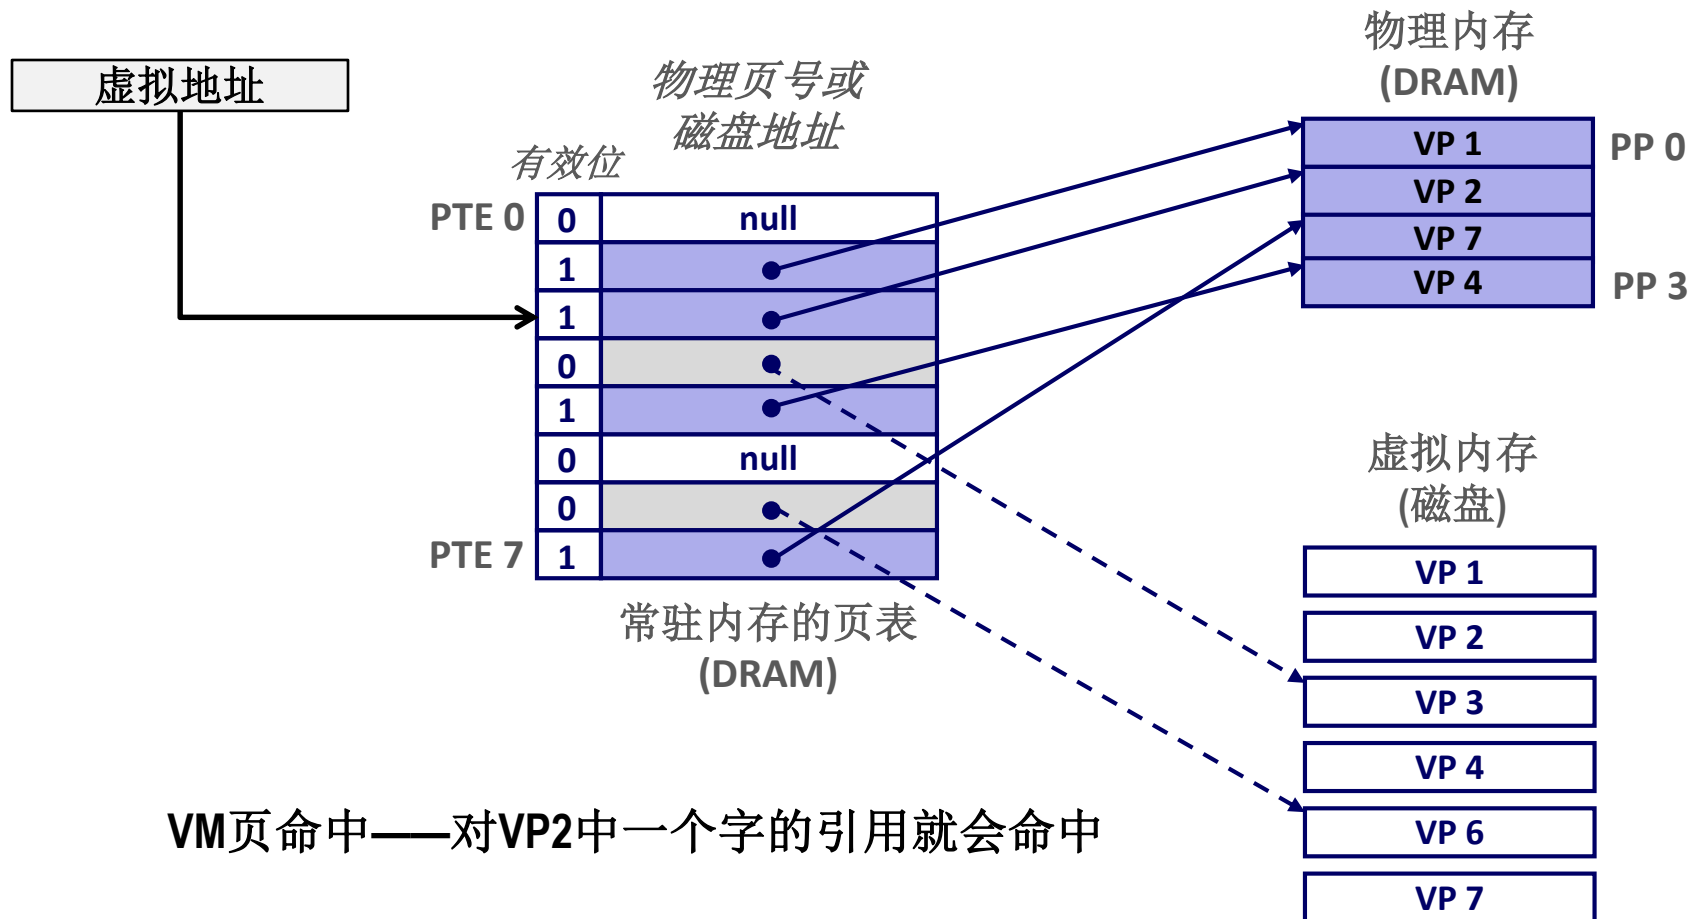 虚拟地址
物理页号或
磁盘地址
有效位
PTE 0
0
null
1
1
0
1
0
null
0
PTE 7
1
常驻内存的页表
(DRAM)
物理内存
(DRAM)
VP 1
PP 0
VP 2
VP 7
VP 4
PP 3
虚拟内存
(磁盘)
VP 1
VP 2
VP 3
VP 4
VP 6
VP 7
VM页命中——对VP2中一个字的引用就会命中